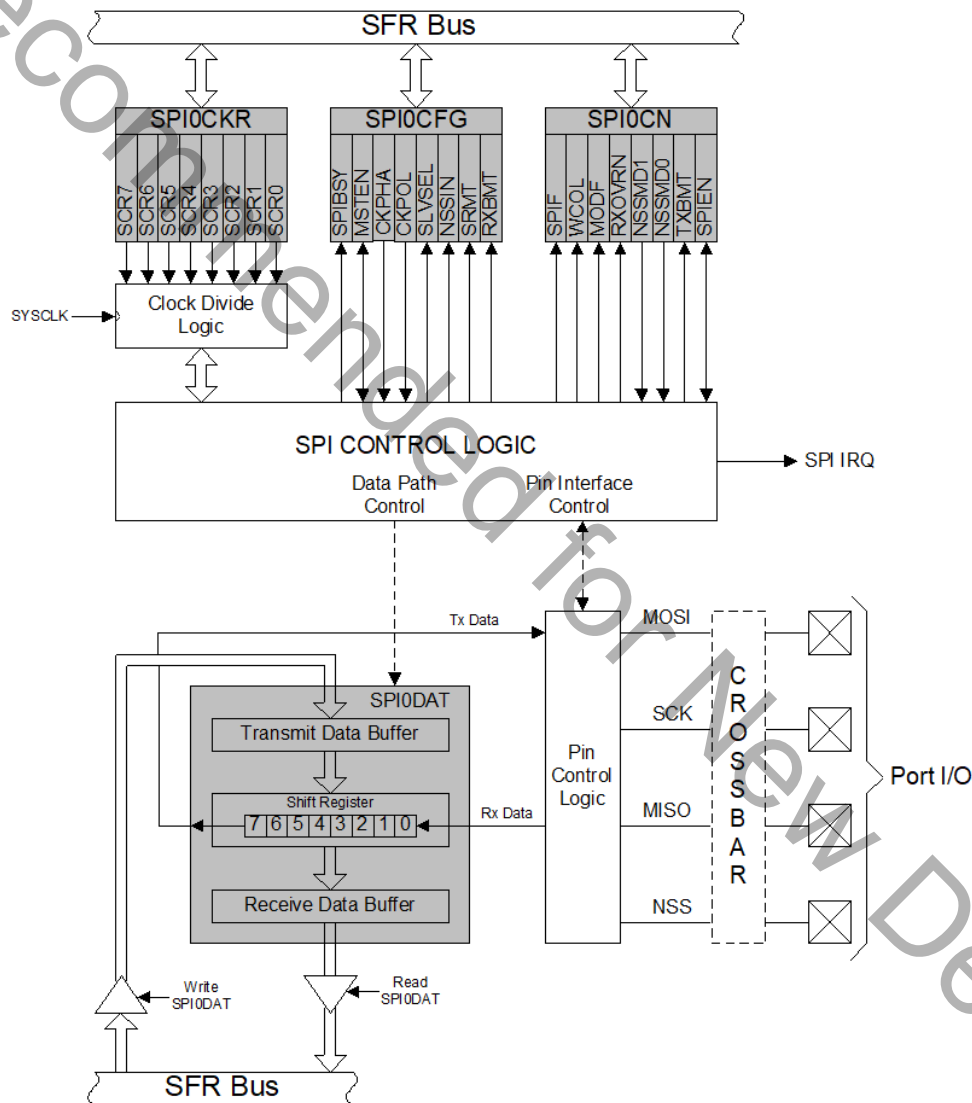 SFR Bus
SPI0CKR
SPI0CFG
SPI0CN
SCR7
SCR6
SCR5
SCR4
SCR3
SCR2
SCR1
SCR0
SPIBSY
MSTEN
CKPHA
CKPOL
SLVSEL
NSSIN
SRMT
RXBMT
SPIF
WCOL
MODF
RXOVRN
NSSMD1
NSSMD0
TXBMT
SPIEN
SYSCLK
Clock Divide
Logic
SPI CONTROL LOGIC
Data Path
Control
Pin Interface
Control
SPI IRQ
Tx Data
SPI0DAT
Transmit Data Buffer
Shift Register
7 6 5 4 3 2 1 0
Rx Data
Receive Data Buffer
Pin
Control
Logic
MOSI
SCK
MISO
NSS
CROSSBAR
Port I/O
Write
SPI0DAT
Read
SPI0DAT
SFR Bus
ecommended for New De